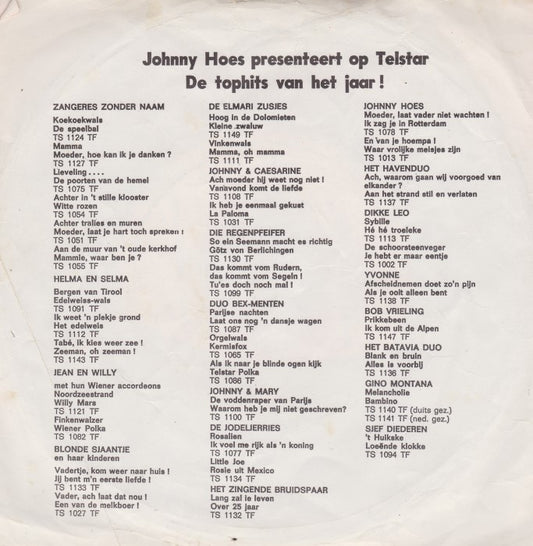 Johnny Hoes presenteert op Telstar
De tophits van het jaar !
ZANGERES ZONDER NAAM
Koekoekwals
De speelbal
TS 1124 TF
Mamma
Moeder, hoe kan ik je danken ?
TS 1127 TF
Lieveling . . . .
De poorten van de hemel
TS 1075 TF
Achter in 't stille klooster
Witte rozen
TS 1054 TF
Achter tralies en muren
Moeder, laat je hart toch spreken !
TS 1051 TF
Aan de muur van 't oude kerkhof
Mammie, waar ben je ?
TS 1055 TF
HELMA EN SELMA
Bergen van Tirool
Edelweiss-wals
TS 1091 TF
Ik weet 'n plekje grond
Het edelweis
TS 1112 TF
Tabé, ik kies weer zee !
Zeeman, oh zeeman !
TS 1143 TF
JEAN EN WILLY
met hun Wiener accordeons
Noordzeestrand
Willy Mars
TS 1121 TF
Finkenwalzer
Wiener Polka
TS 1082 TF
BLONDE SJAANTJE
en haar kinderen
Vadertje, kom weer naar huis !
Jij bent m'n eerste liefde !
TS 1133 TF
Vader, ach laat dat nou !
Een van de melkboer !
TS 1027 TF
DE ELMARI ZUSJES
Hoog in de Dolomieten
Kleine zwaluw
TS 1149 TF
Vinkenwals
Mamma, oh mamma
TS 1111 TF
JOHNNY & CAESARINE
Ach moeder hij weet nog niet !
Vanavond komt de liefde
TS 1108 TF
Ik heb je eenmaal gekust
La Paloma
TS 1031 TF
DIE REGENPFEIFER
So ein Seemann macht es richtig
Götz von Berlichingen
TS 1130 TF
Das kommt vom Rudern,
das kommt vom Segeln !
Tu'es doch noch mal !
TS 1099 TF
DUO BEX-MENTEN
Parijse nachten
Laat ons nog 'n dansje wagen
TS 1087 TF
Orgelwals
Kermisfox
TS 1065 TF
Als ik naar je blinde ogen kijk
Telstar Polka
TS 1086 TF
JOHNNY & MARY
De voddenraper van Parijs
Waarom heb je mij niet geschreven?
TS 1100 TF
DE JODELJERRIES
Rosalien
Ik voel me rijk als 'n koning
TS 1077 TF
Little Joe
Rosie uit Mexico
TS 1134 TF
HET ZINGENDE BRUIDSPAAR
Lang zal ie leven
Over 25 jaar
TS 1132 TF
JOHNNY HOES
Moeder, laat vader niet wachten !
Ik zag je in Rotterdam
TS 1078 TF
En van je hoempa !
Waar vrolijke meisjes zijn
TS 1013 TF
HET HAVENDUO
Ach, waarom gaan wij voorgoed van
elkander ?
Aan het strand stil en verlaten
TS 1137 TF
DIKKE LEO
Sybille
Hé hé troeleke
TS 1113 TF
De schoorsteenveger
Je hebt er maar eentje
TS 1002 TF
YVONNE
Afscheidnemen doet zo'n pijn
Als je ooit alleen bent
TS 1138 TF
BOB VRIELING
Prikkebeen
Ik kom uit de Alpen
TS 1147 TF
HET BATAVIA DUO
Blank en bruin
Alles is voorbij
TS 1136 TF
GINO MONTANA
Melancholie
Bambino
TS 1140 TF (duits gez.)
TS 1141 TF (ned. gez.)
SJEF DIEDEREN
't Hulkske
Loeënde klokke
TS 1094 TF